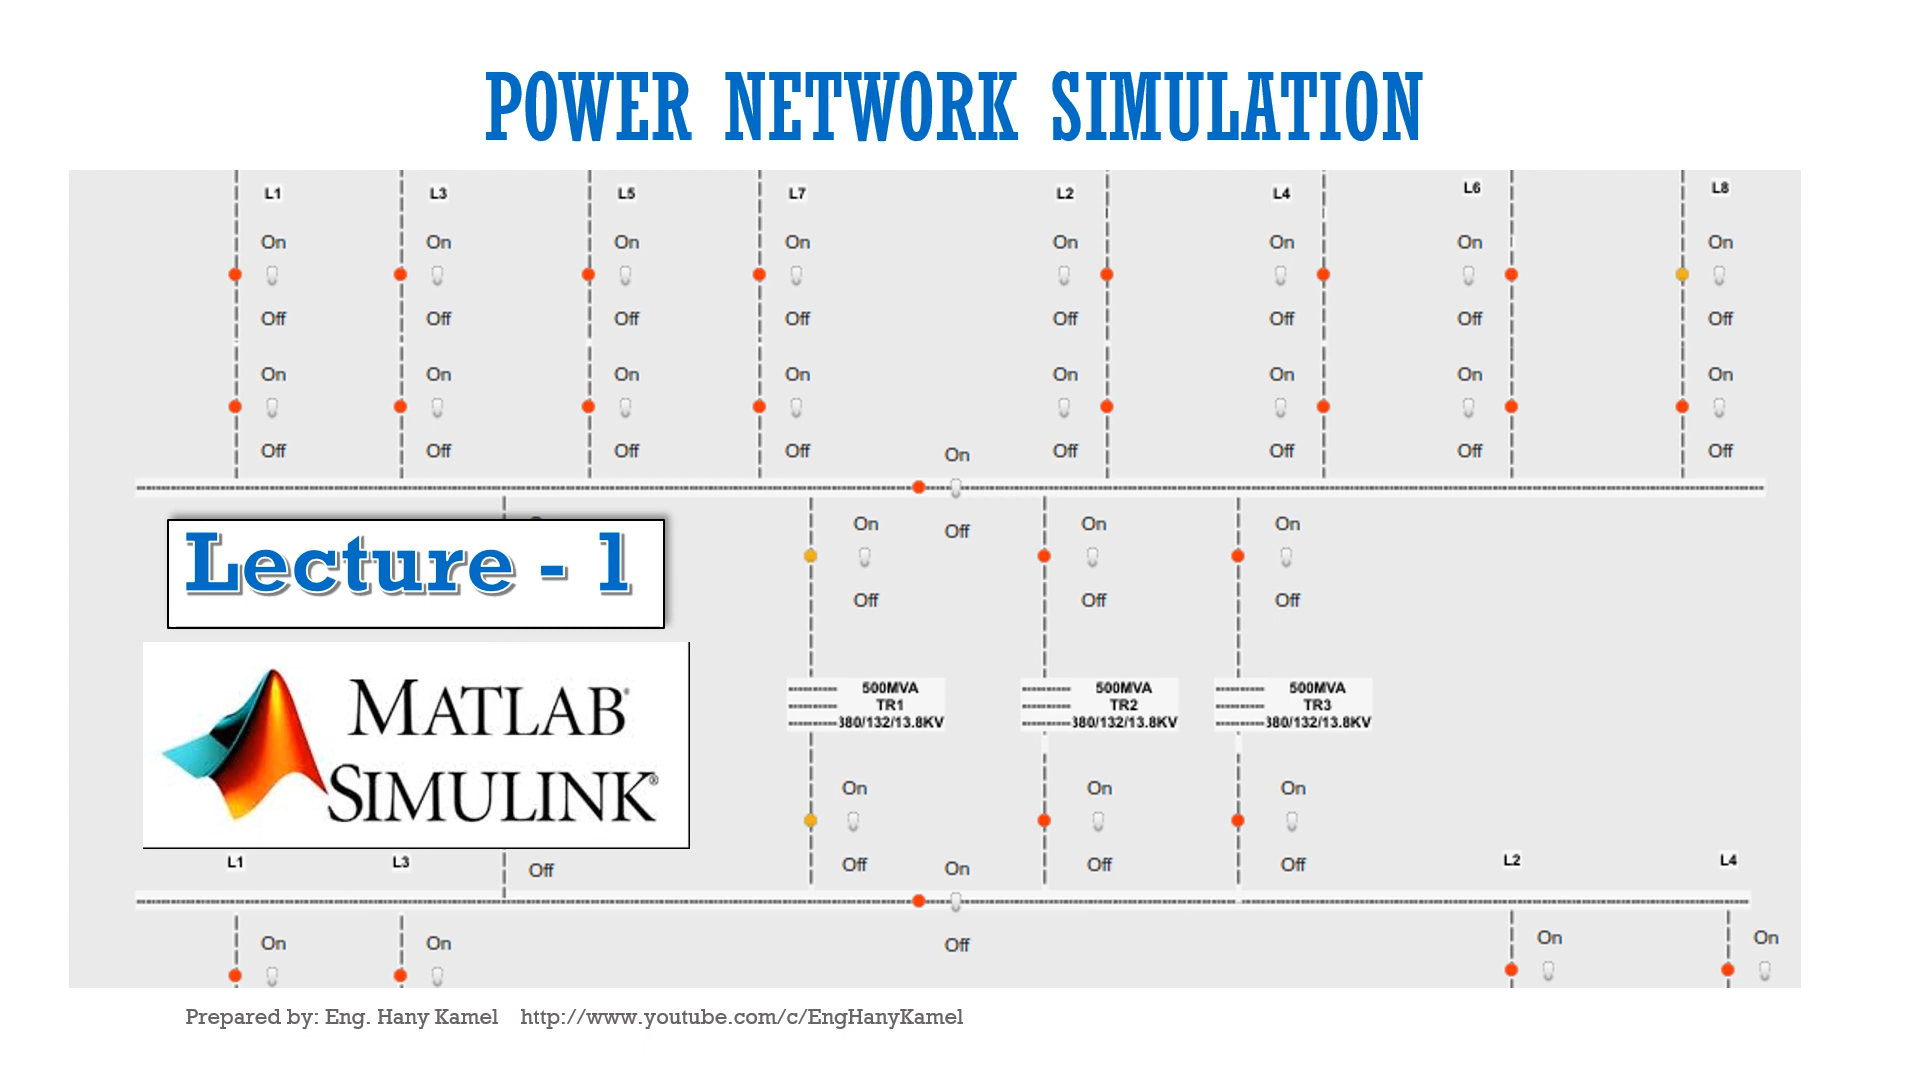 POWER NETWORK SIMULATION
L1 L3 L5 L7 L2 L4 L6 L8
On On On On On On On On
Off Off Off Off Off Off Off Off
On On On On On On On On
Off Off Off Off Off Off Off Off
On
Off
On On On
Off Off Off
Lecture - 1
MATLAB®
SIMULINK®
500MVA
TR1
380/132/13.8KV
500MVA
TR2
380/132/13.8KV
500MVA
TR3
380/132/13.8KV
On On On
Off Off Off
L1 L3 Off On L2 L4
Off
On On On On
Prepared by: Eng. Hany Kamel http://www.youtube.com/c/EngHanyKamel